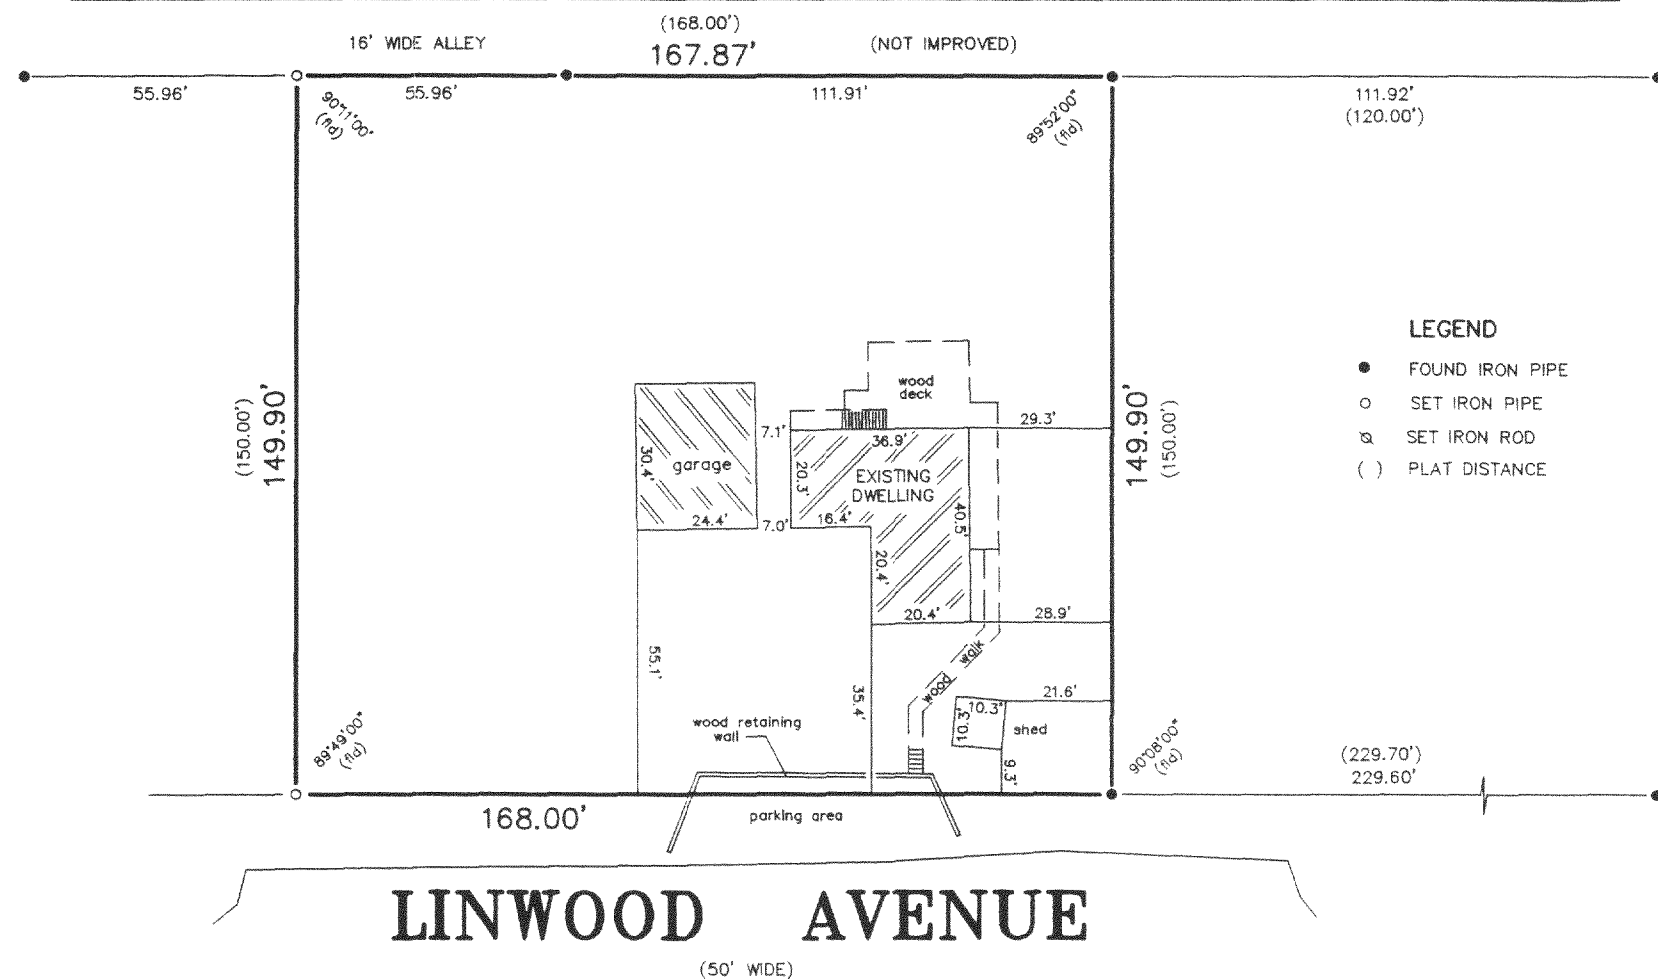 (168.00')
16' WIDE ALLEY
167.87'
(NOT IMPROVED)
55.96'
55.96'
111.91'
111.92'
(120.00')
90°11'00"
(fld)
89°52'00"
(fld)
LEGEND
FOUND IRON PIPE
SET IRON PIPE
SET IRON ROD
( ) PLAT DISTANCE
(150.00')
149.90'
149.90'
(150.00')
wood
deck
29.3'
7.1'
36.9'
30.4'
garage
20.3'
EXISTING
DWELLING
24.4'
7.0'
16.4'
40.5'
20.4'
20.4'
28.9'
55.1'
35.4'
wood walk
21.6'
10.3'
10.3'
shed
9.3'
wood retaining
wall
89°49'00"
(fld)
90°08'00"
(fld)
(229.70')
229.60'
168.00'
parking area
LINWOOD AVENUE
(50' WIDE)